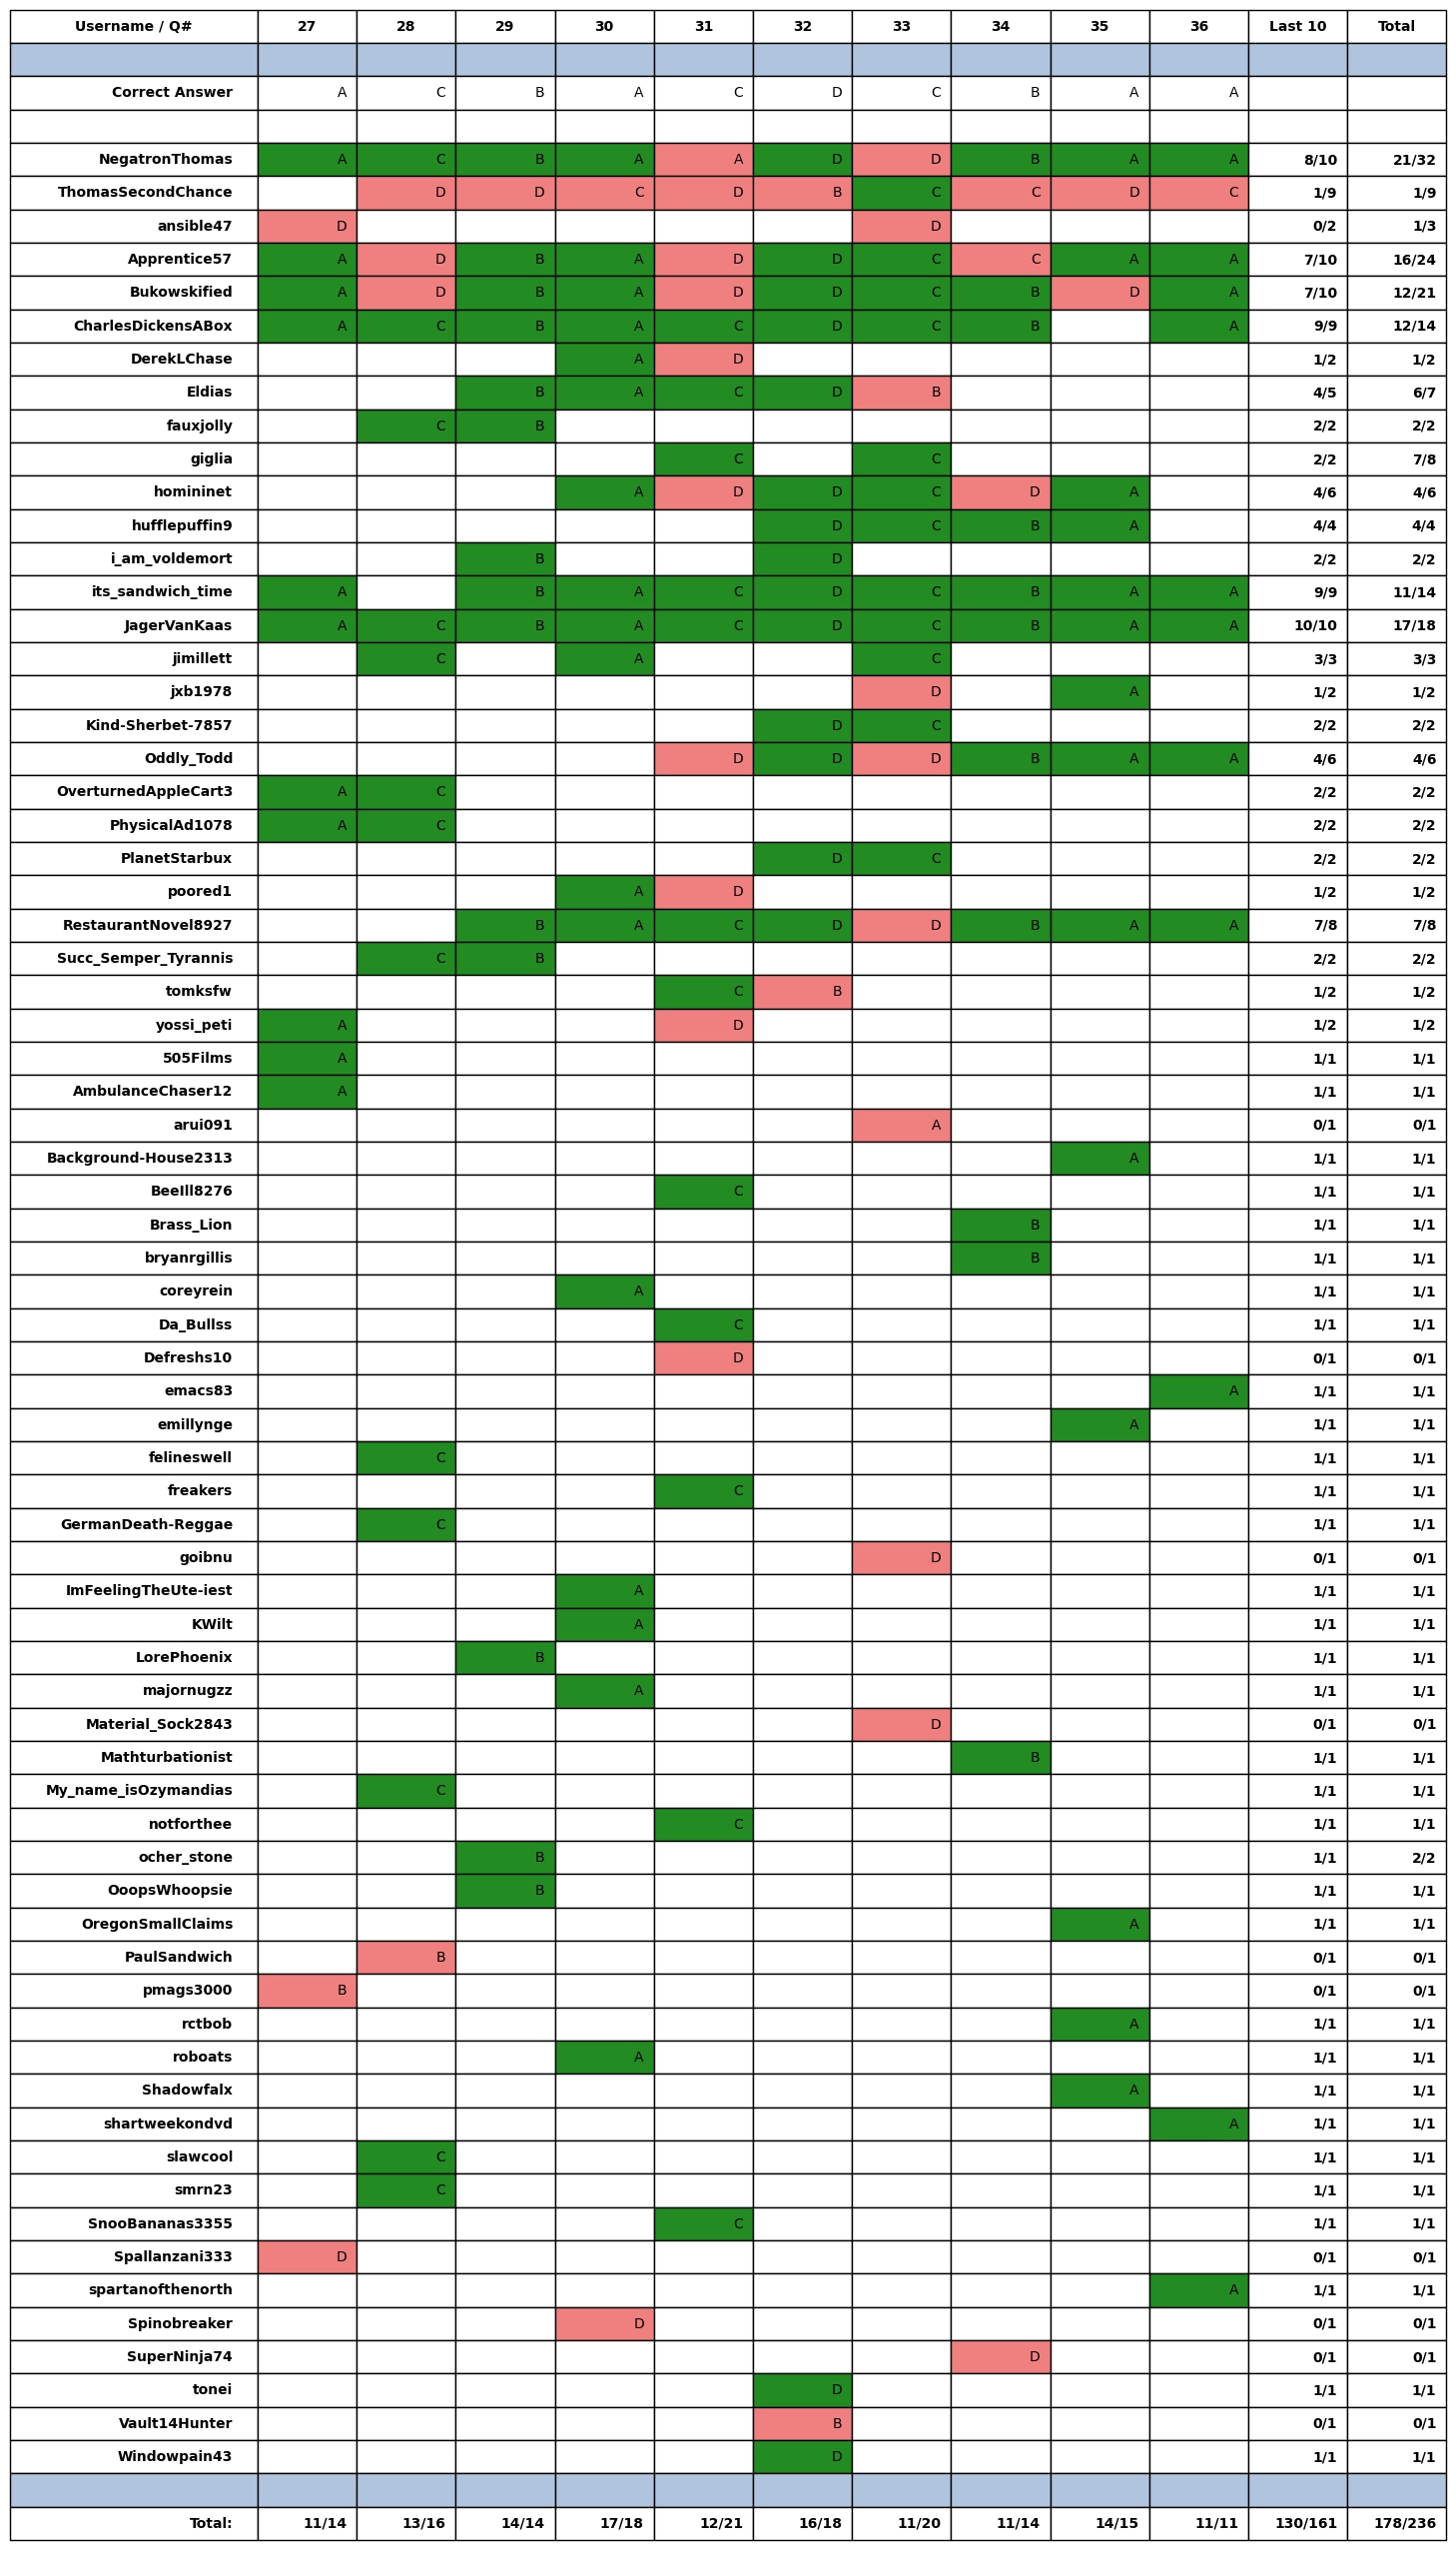 Username / Q# 27 28 29 30 31 32 33 34 35 36 Last 10 Total
Correct Answer A C B A C D C B A A
NegatronThomas A C B A A D D B A A 8/10 21/32
ThomasSecondChance D D C D B C C D C 1/9 1/9
ansible47 D D 0/2 1/3
Apprentice57 A D B A D D C C A A 7/10 16/24
Bukowskified A D B A D D C B D A 7/10 12/21
CharlesDickensABox A C B A C D C B A 9/9 12/14
DerekLChase A D 1/2 1/2
Eldias B A C D B 4/5 6/7
fauxjolly C B 2/2 2/2
giglia C C 2/2 7/8
homininet A D D C D A 4/6 4/6
hufflepuffin9 D C B A 4/4 4/4
i_am_voldemort B D 2/2 2/2
its_sandwich_time A B A C D C B A A 9/9 11/14
JagerVanKaas A C B A C D C B A A 10/10 17/18
jimillett C A C 3/3 3/3
jxb1978 D A 1/2 1/2
Kind-Sherbet-7857 D C 2/2 2/2
Oddly_Todd D D D B A A 4/6 4/6
OverturnedAppleCart3 A C 2/2 2/2
PhysicalAd1078 A C 2/2 2/2
PlanetStarbux D C 2/2 2/2
poored1 A D 1/2 1/2
RestaurantNovel8927 B A C D D B A A 7/8 7/8
Succ_Semper_Tyrannis C B 2/2 2/2
tomksfw C B 1/2 1/2
yossi_peti A D 1/2 1/2
505Films A 1/1 1/1
AmbulanceChaser12 A 1/1 1/1
arui091 A 0/1 0/1
Background-House2313 A 1/1 1/1
BeeIll8276 C 1/1 1/1
Brass_Lion B 1/1 1/1
bryanrgillis B 1/1 1/1
coreyrein A 1/1 1/1
Da_Bullss C 1/1 1/1
Defreshs10 D 0/1 0/1
emacs83 A 1/1 1/1
emillynge A 1/1 1/1
felineswell C 1/1 1/1
freakers C 1/1 1/1
GermanDeath-Reggae C 1/1 1/1
goibnu D 0/1 0/1
ImFeelingTheUte-iest A 1/1 1/1
KWilt A 1/1 1/1
LorePhoenix B 1/1 1/1
majornugzz A 1/1 1/1
Material_Sock2843 D 0/1 0/1
Mathturbationist B 1/1 1/1
My_name_isOzymandias C 1/1 1/1
notforthee C 1/1 1/1
ocher_stone B 1/1 2/2
OoopsWhoopsie B 1/1 1/1
OregonSmallClaims A 1/1 1/1
PaulSandwich B 0/1 0/1
pmags3000 B 0/1 0/1
rctbob A 1/1 1/1
roboats A 1/1 1/1
Shadowfalx A 1/1 1/1
shartweekondvd A 1/1 1/1
slawcool C 1/1 1/1
smrn23 C 1/1 1/1
SnooBananas3355 C 1/1 1/1
Spallanzani333 D 0/1 0/1
spartanofthenorth A 1/1 1/1
Spinobreaker D 0/1 0/1
SuperNinja74 D 0/1 0/1
tonei D 1/1 1/1
Vault14Hunter B 0/1 0/1
Windowpain43 D 1/1 1/1
Total: 11/14 13/16 14/14 17/18 12/21 16/18 11/20 11/14 14/15 11/11 130/161 178/236